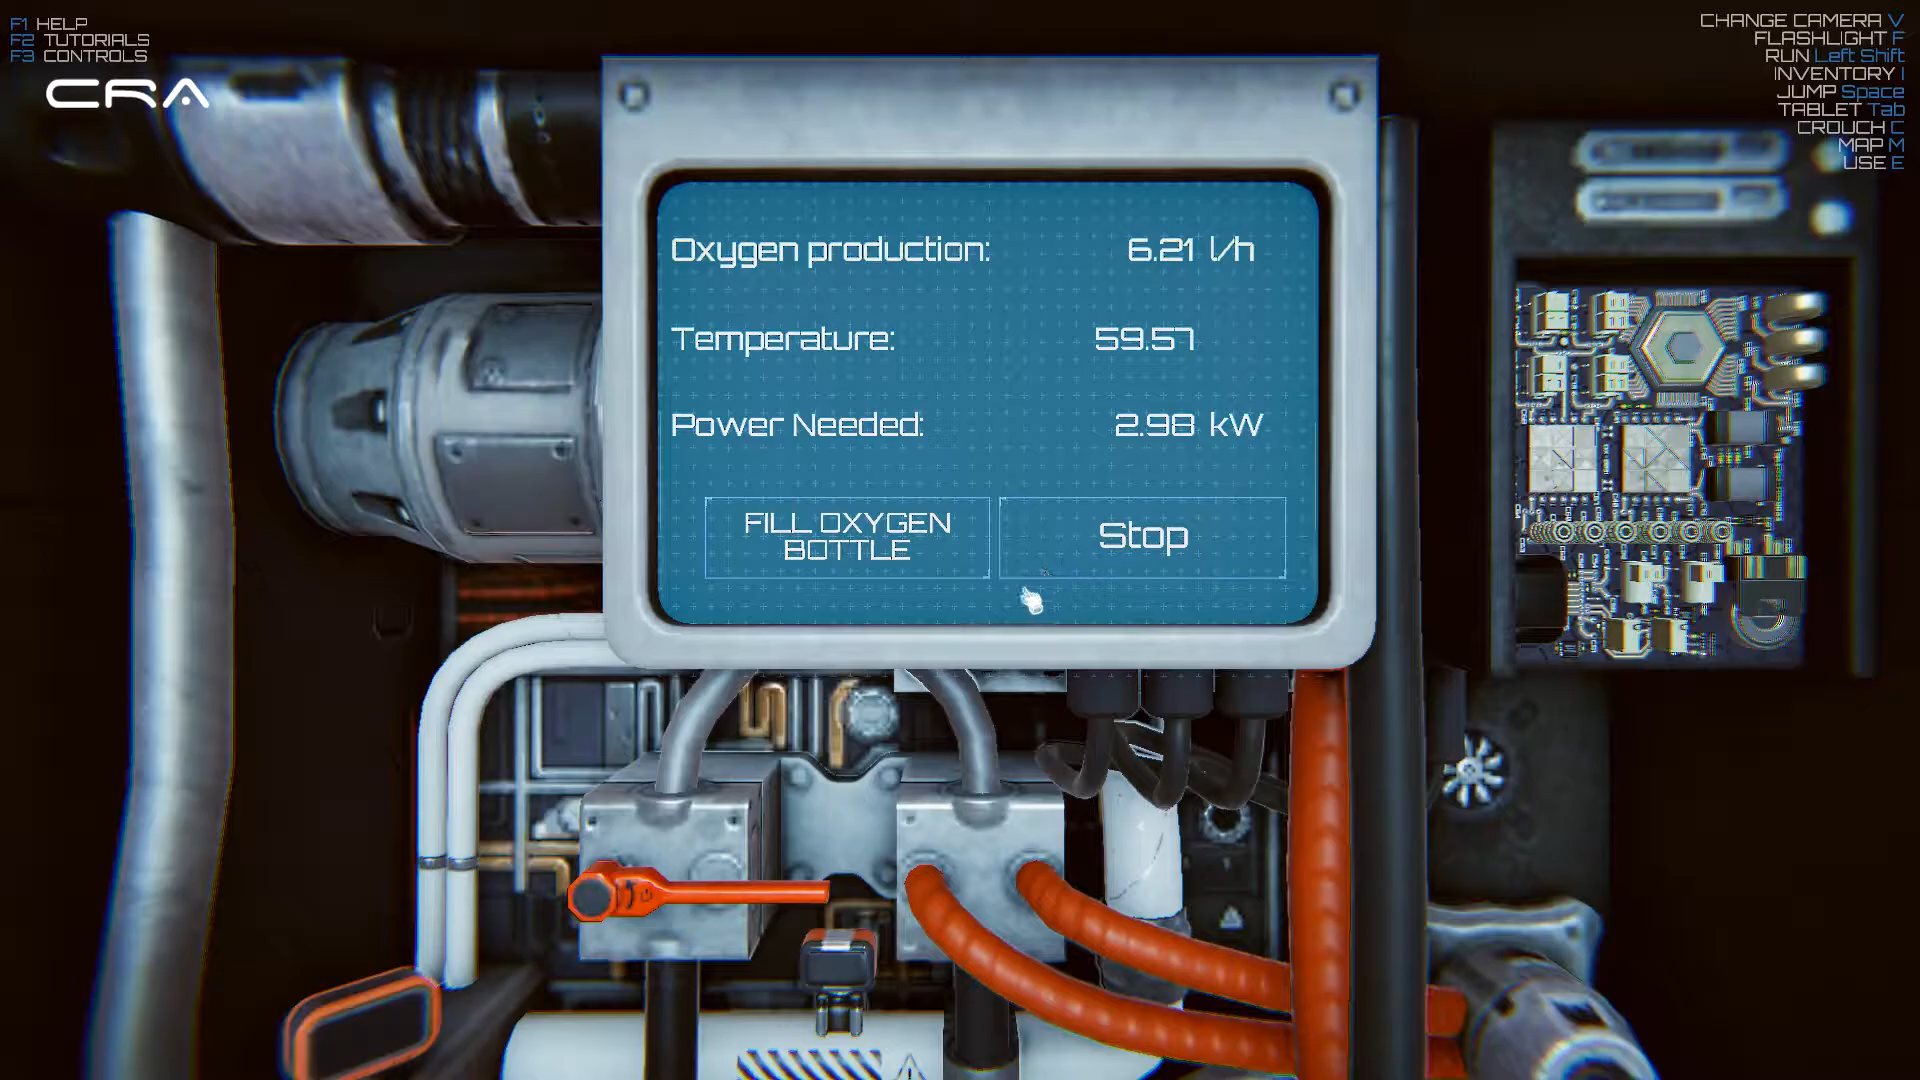 F1 HELP
F2 TUTORIALS
F3 CONTROLS
CRA
CHANGE CAMERA V
FLASHLIGHT F
RUN Left Shift
INVENTORY I
JUMP Space
TABLET Tab
CROUCH C
MAP M
USE E
Oxygen production: 6.21 l/h
Temperature: 59.57
Power Needed: 2.98 kW
FILL OXYGEN
BOTTLE
Stop